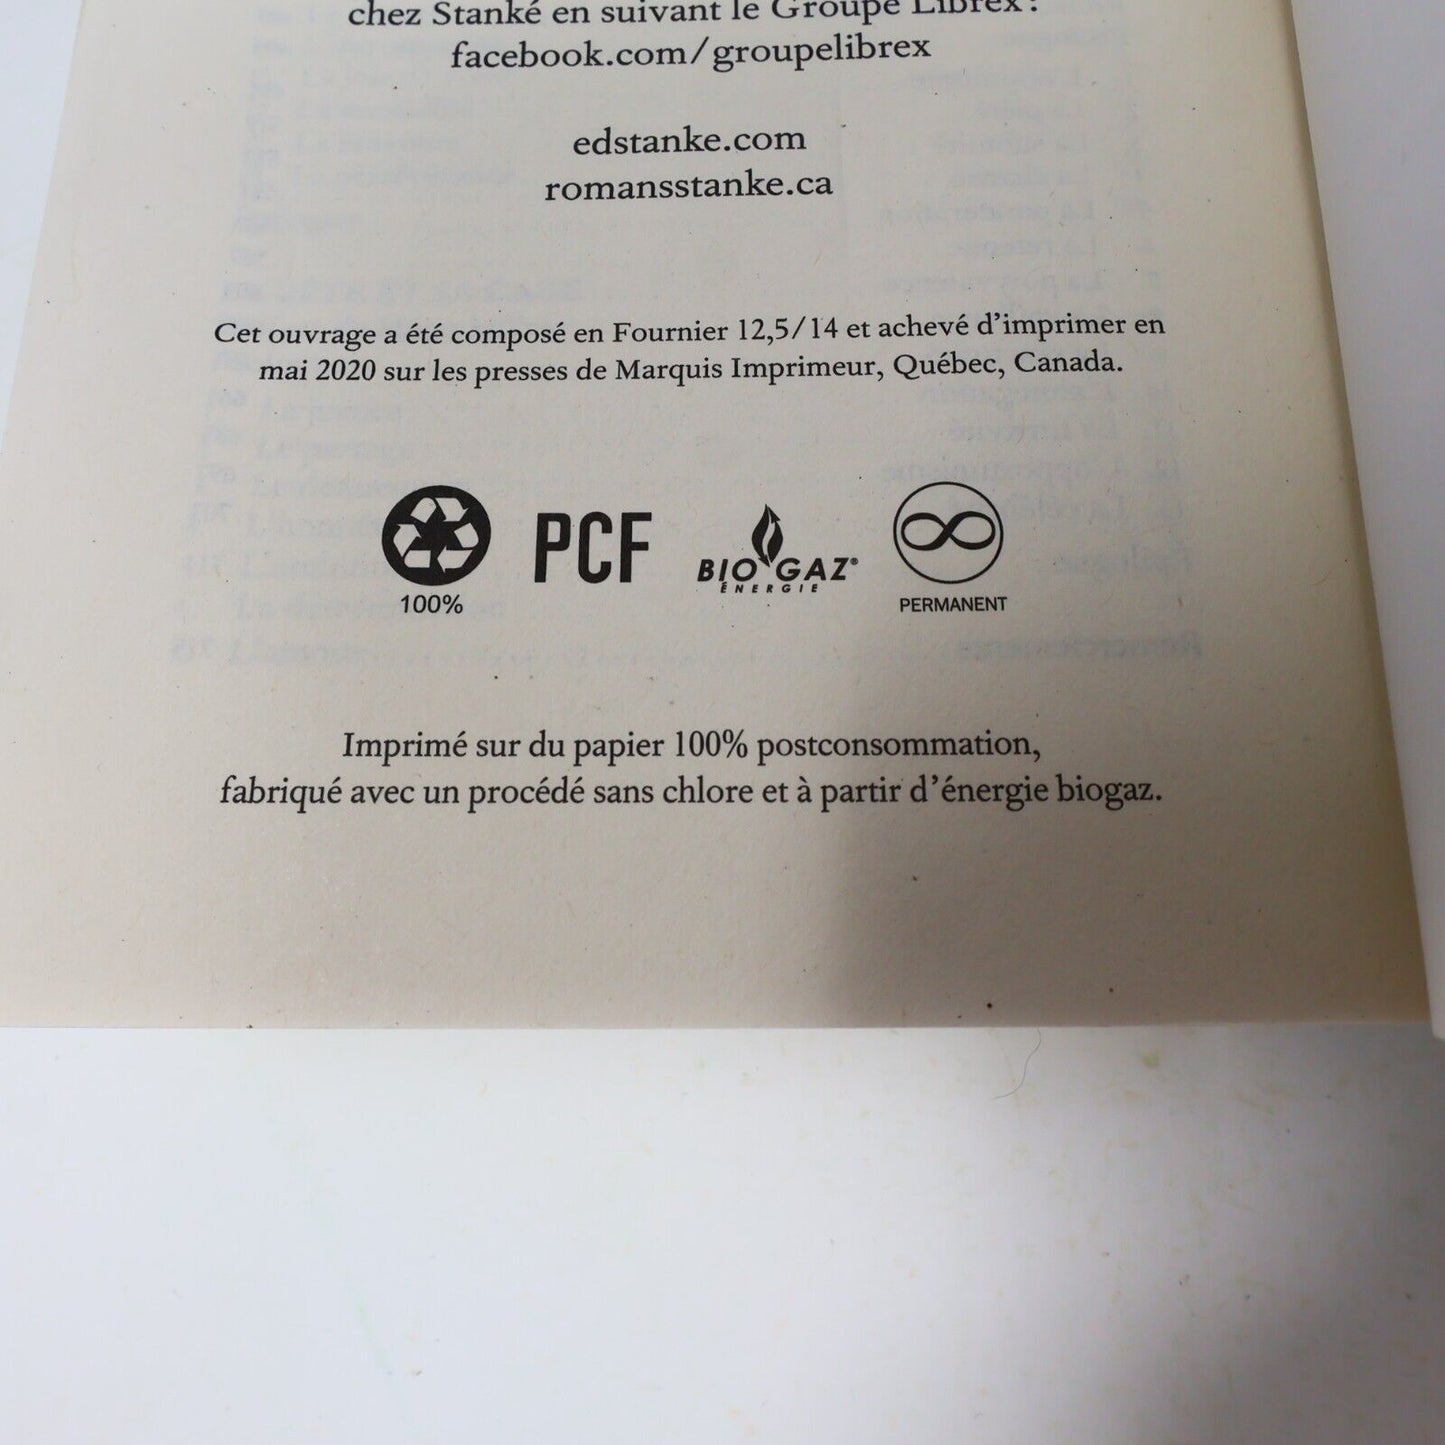 chez Stanké en suivant le Groupe Librex :
facebook.com/groupelibrex
edstanke.com
romansstanke.ca
Cet ouvrage a été composé en Fournier 12,5/14 et achevé d'imprimer en
mai 2020 sur les presses de Marquis Imprimeur, Québec, Canada.
100%
PCF
BIO GAZ®
ÉNERGIE
PERMANENT
Imprimé sur du papier 100% postconsommation,
fabriqué avec un procédé sans chlore et à partir d'énergie biogaz.